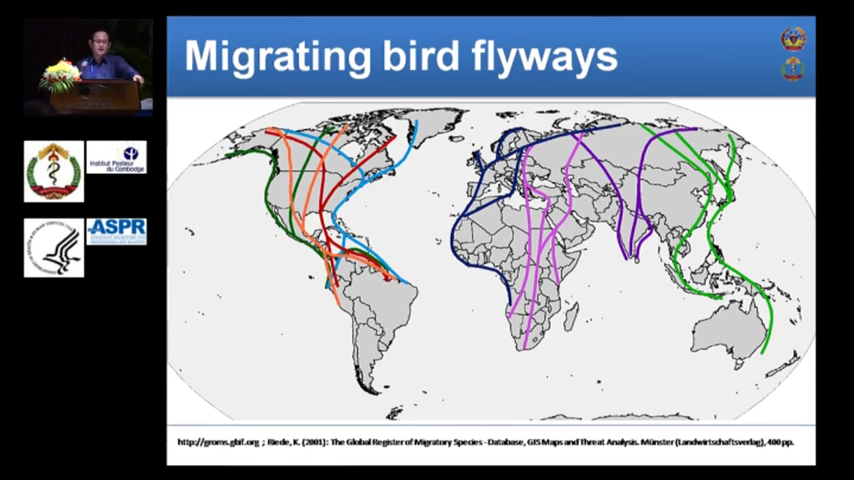 Migrating bird flyways
Institut Pasteur
du Cambodge
ASPR
http://groms.gbif.org ; Riede, K. (2001): The Global Register of Migratory Species - Database, GIS Maps and Threat Analysis. Münster (Landwirtschaftsverlag), 400 pp.